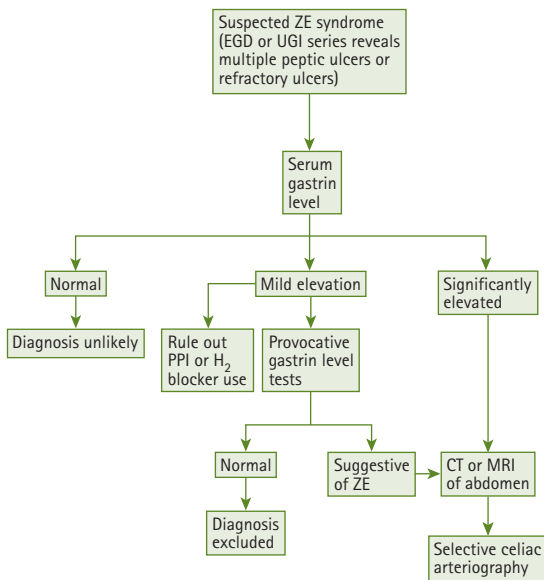 Suspected ZE syndrome
(EGD or UGI series reveals
multiple peptic ulcers or
refractory ulcers)
Serum
gastrin
level
Normal
Mild elevation
Significantly
elevated
Diagnosis unlikely
Rule out
PPI or H₂
blocker use
Provocative
gastrin level
tests
Normal
Suggestive
of ZE
CT or MRI
of abdomen
Diagnosis
excluded
Selective celiac
arteriography